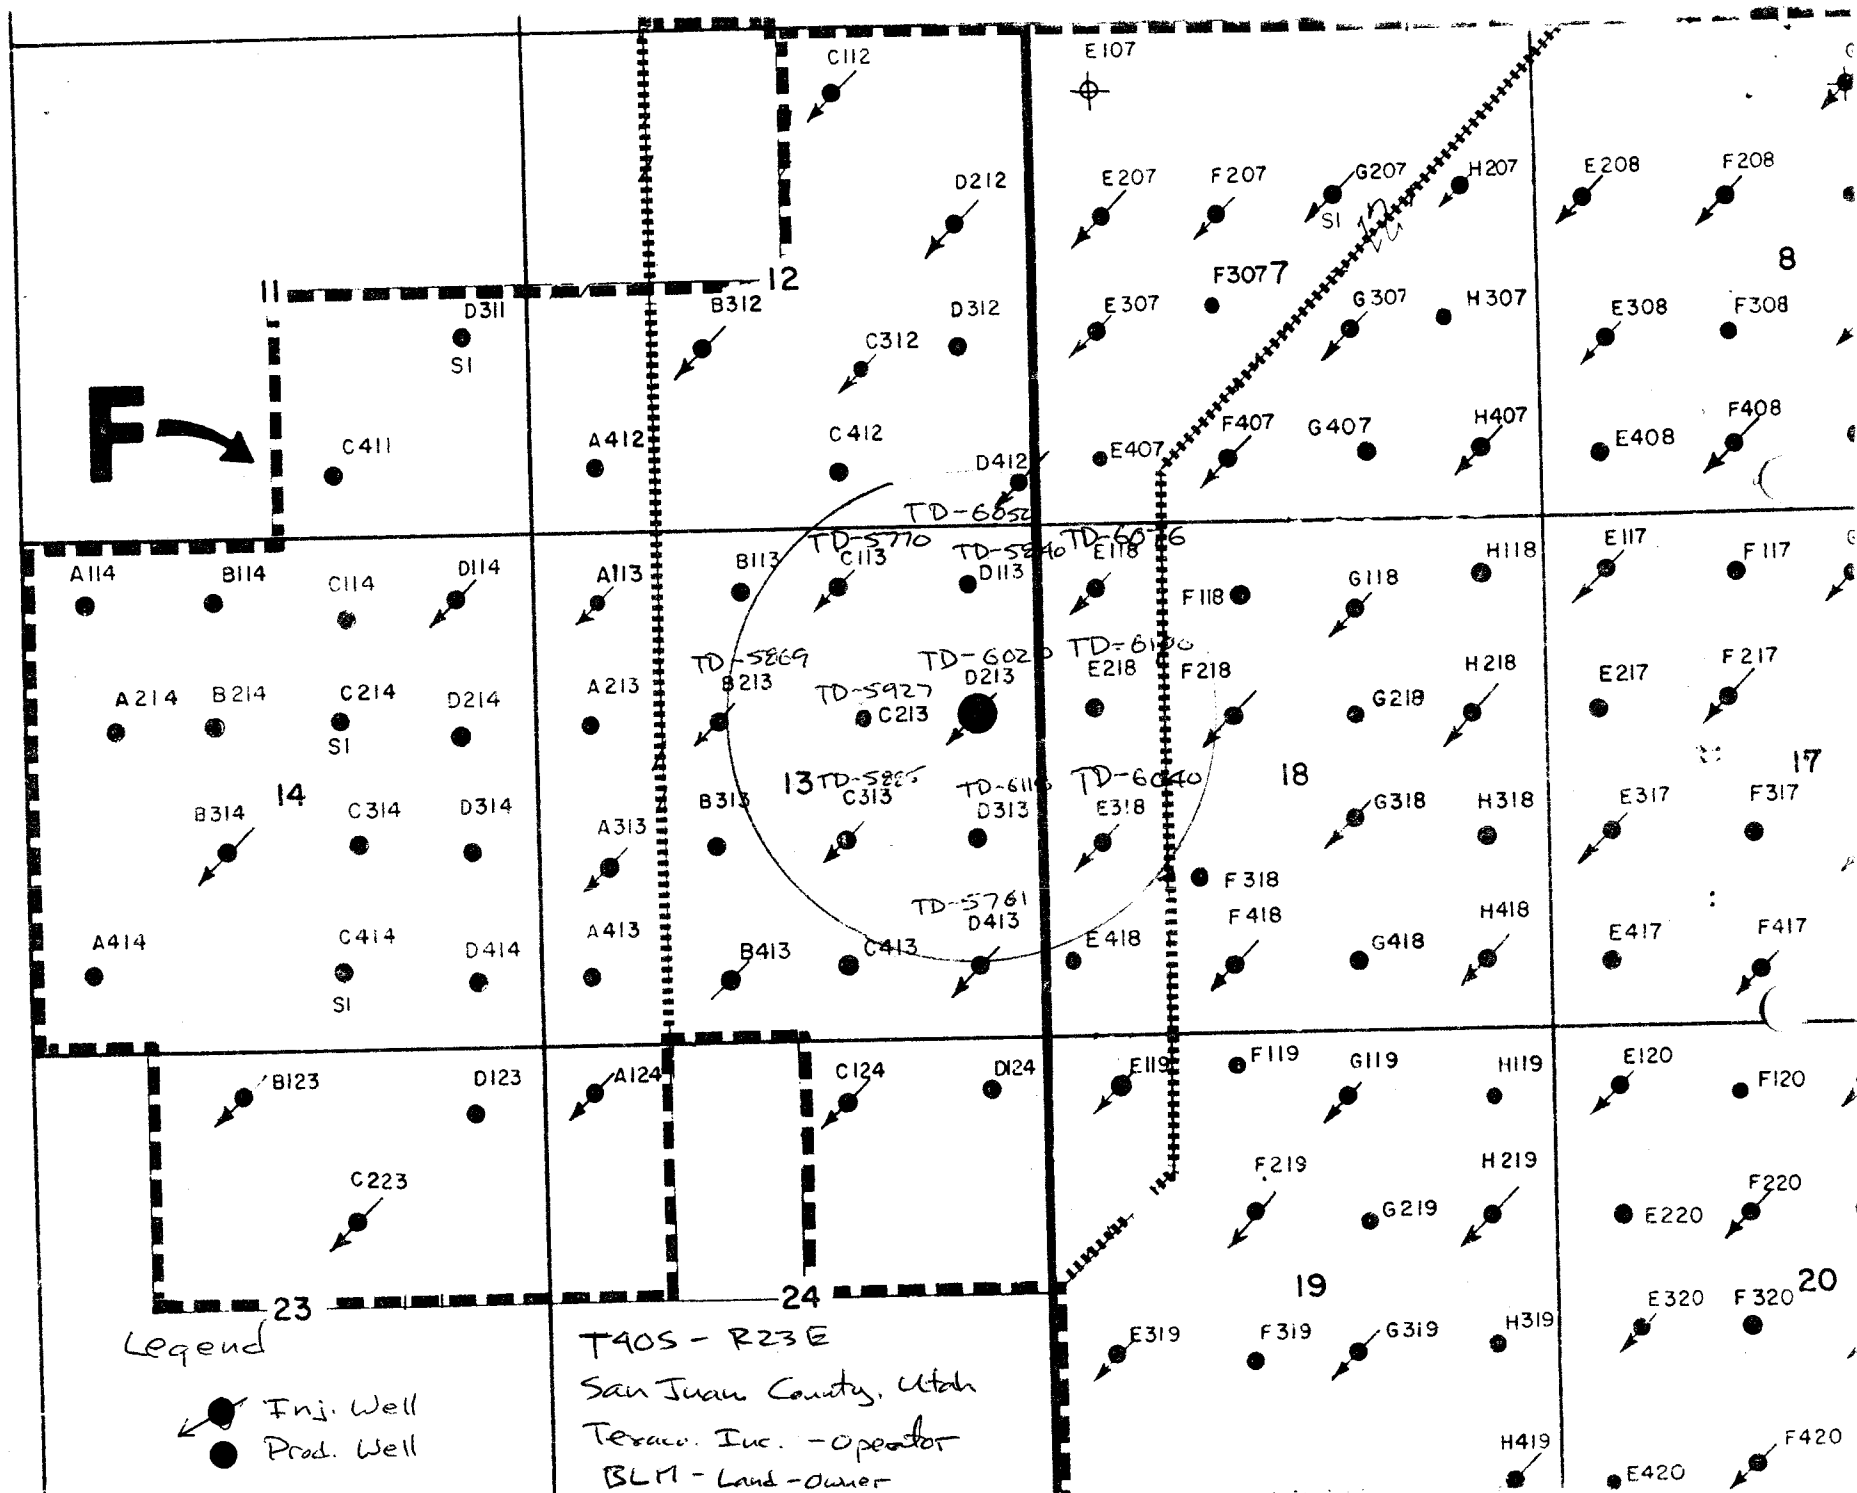 C112
E107
D212
E207
F207
G207
SI
H207
E208
F208
11
12
7
8
D311
SI
B312
C312
D312
E307
F307
G307
H307
E308
F308
F
C411
A412
C412
D412
E407
F407
G407
H407
E408
F408
TD-6050
TD-5770
TD-5840
TD-6076
A114
B114
C114
D114
A113
B113
C113
D113
E118
F118
G118
H118
E117
F117
TD-5869
TD-6020
TD-6100
TD-5927
A214
B214
C214
SI
D214
A213
B213
C213
D213
E218
F218
G218
H218
E217
F217
14
13
18
17
TD-5885
TD-6116
TD-6040
B314
C314
D314
A313
B313
C313
D313
E318
F318
G318
H318
E317
F317
TD-5761
A414
C414
SI
D414
A413
B413
C413
D413
E418
F418
G418
H418
E417
F417
B123
D123
A124
C124
D124
E119
F119
G119
H119
E120
F120
C223
F219
G219
H219
E220
F220
23
24
19
20
E319
F319
G319
H319
E320
F320
H419
E420
F420
Legend
Inj. Well
Prod. Well
T40S - R23E
San Juan County, Utah
Texaco Inc. - operator
BLM - Land-owner